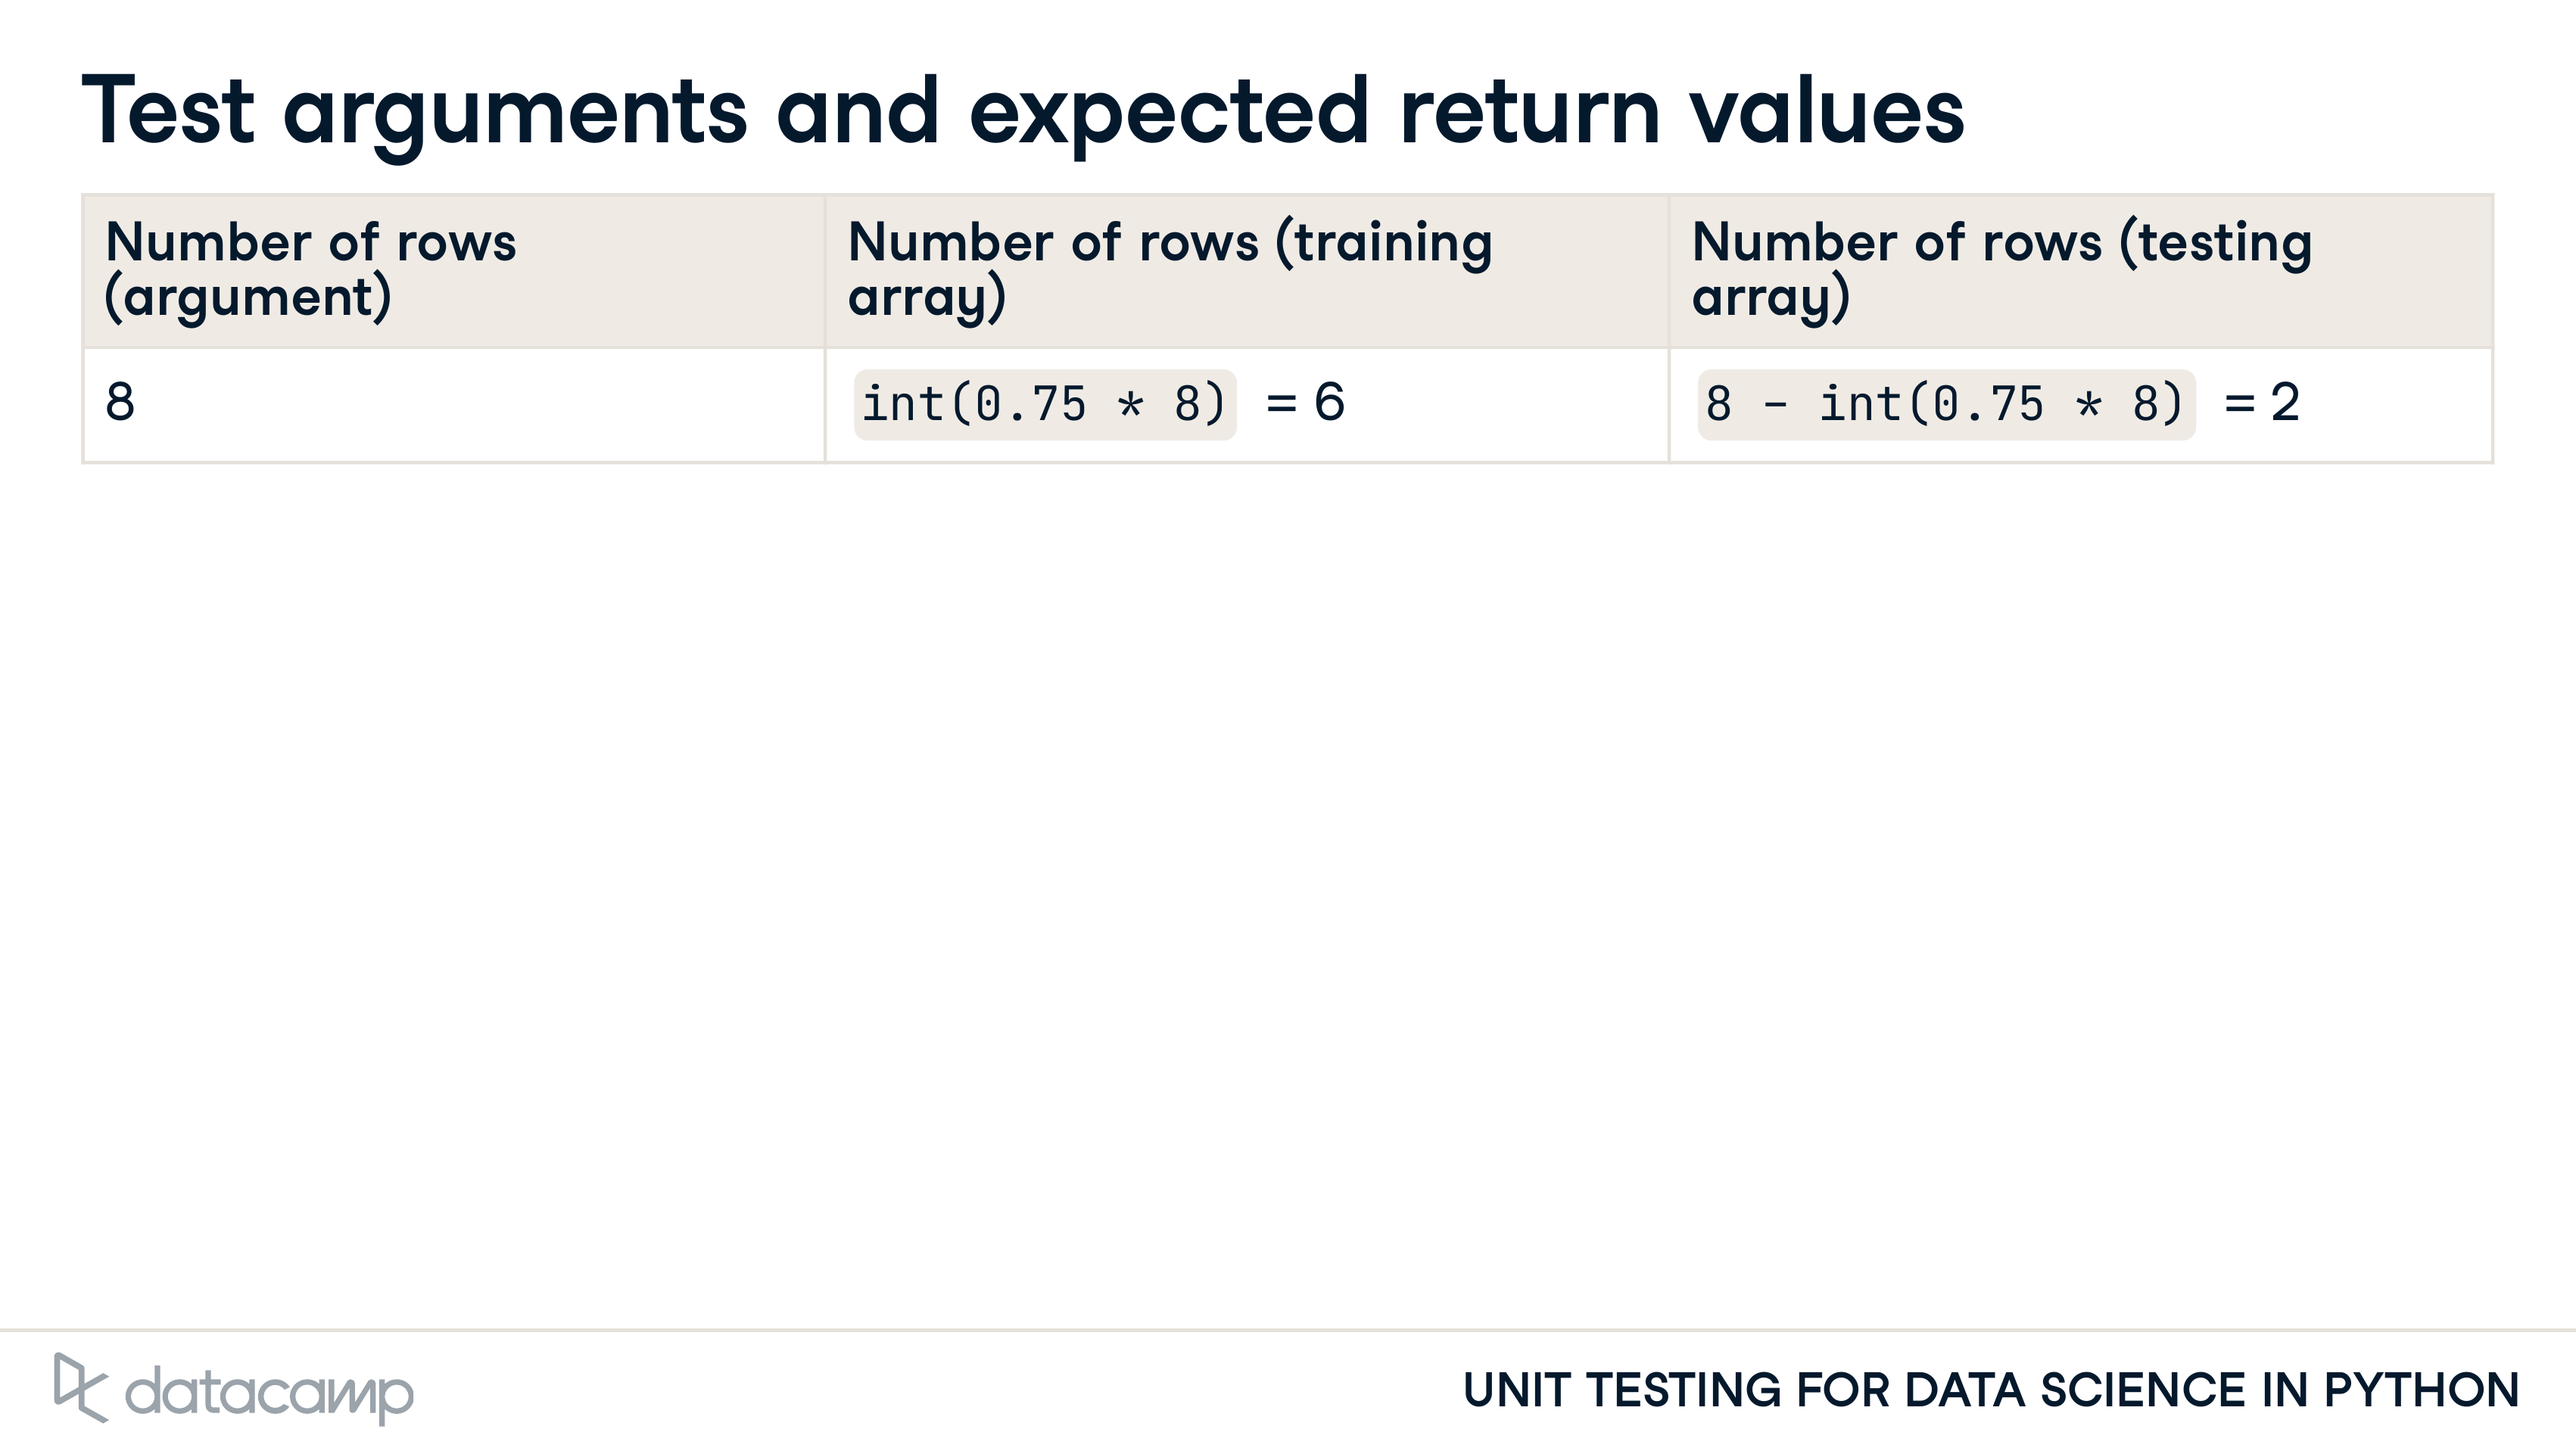 Test arguments and expected return values
Number of rows
(argument)
Number of rows (training
array)
Number of rows (testing
array)
8
int(0.75 * 8) = 6
8 - int(0.75 * 8) = 2
datacamp
UNIT TESTING FOR DATA SCIENCE IN PYTHON